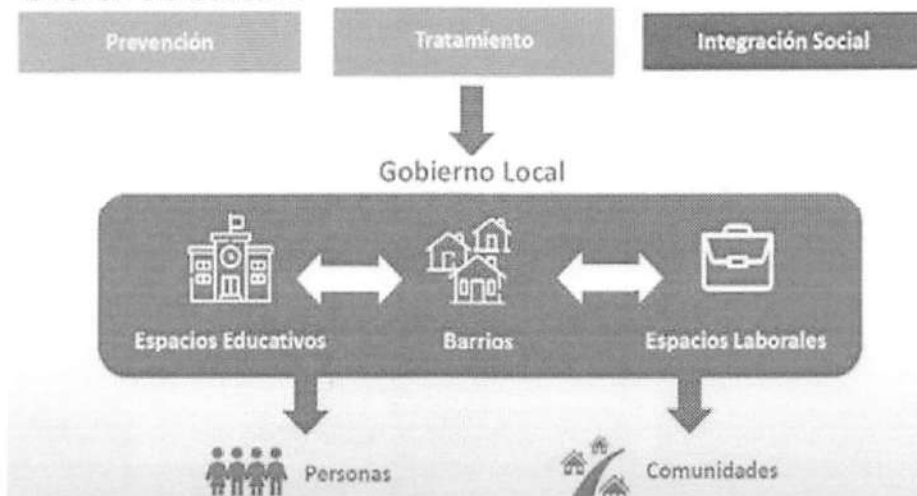 Prevención
Tratamiento
Integración Social
Gobierno Local
Espacios Educativos
Barrios
Espacios Laborales
Personas
Comunidades